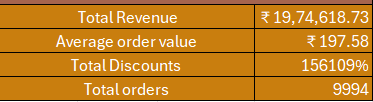 Total Revenue ₹ 19,74,618.73
Average order value ₹ 197.58
Total Discounts 156109%
Total orders 9994